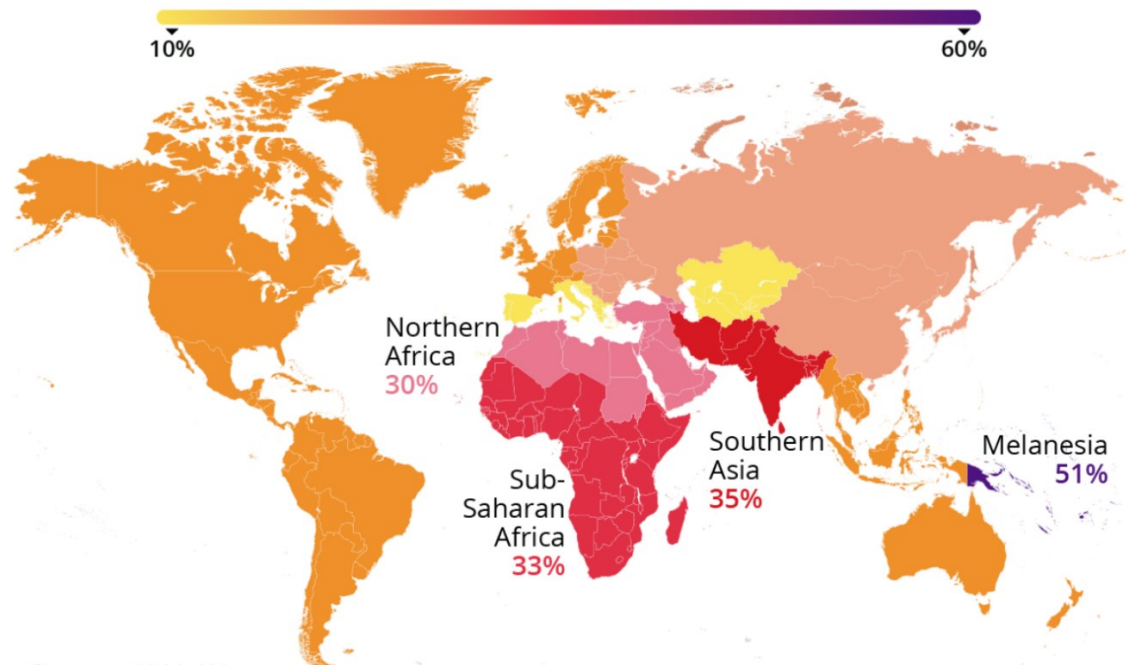 10%
60%
Northern
Africa
30%
Sub-
Saharan
Africa
33%
Southern
Asia
35%
Melanesia
51%